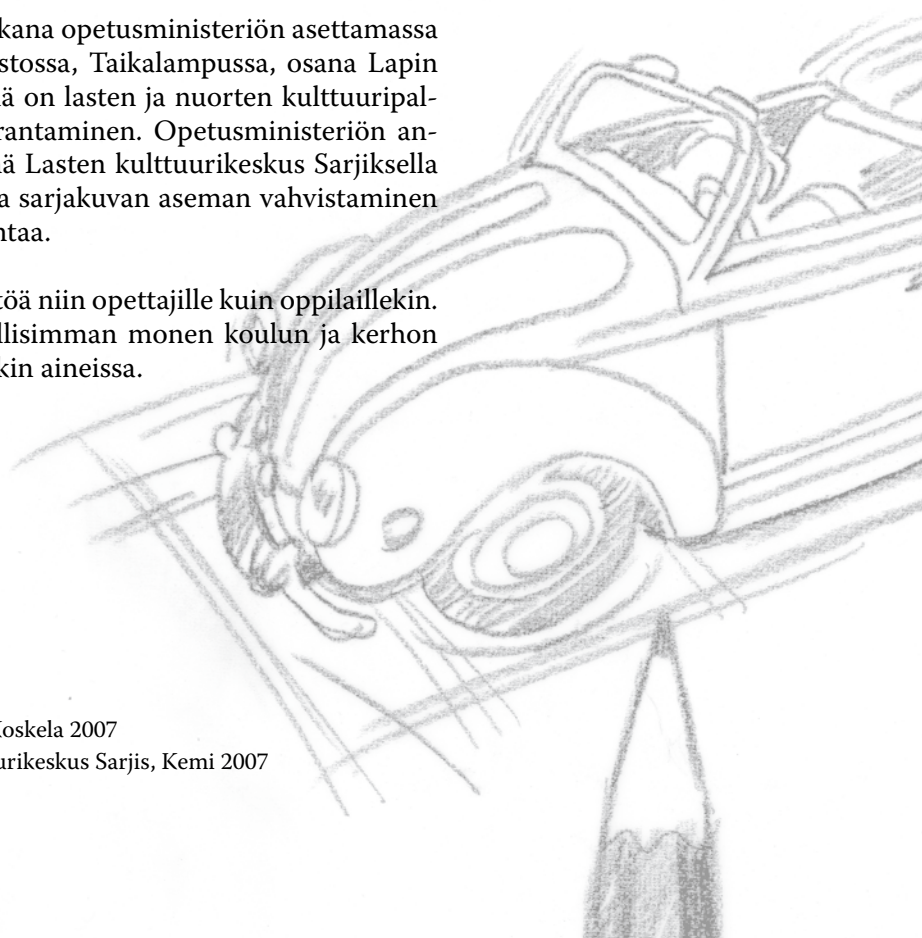 kana opetusministeriön asettamassa
stossa, Taikalampussa, osana Lapin
ä on lasten ja nuorten kulttuuripal-
rantaminen. Opetusministeriön an-
ä Lasten kulttuurikeskus Sarjiksella
a sarjakuvan aseman vahvistaminen
ntaa.
töä niin opettajille kuin oppilaillekin.
llisimman monen koulun ja kerhon
kin aineissa.
Koskela 2007
urikeskus Sarjis, Kemi 2007